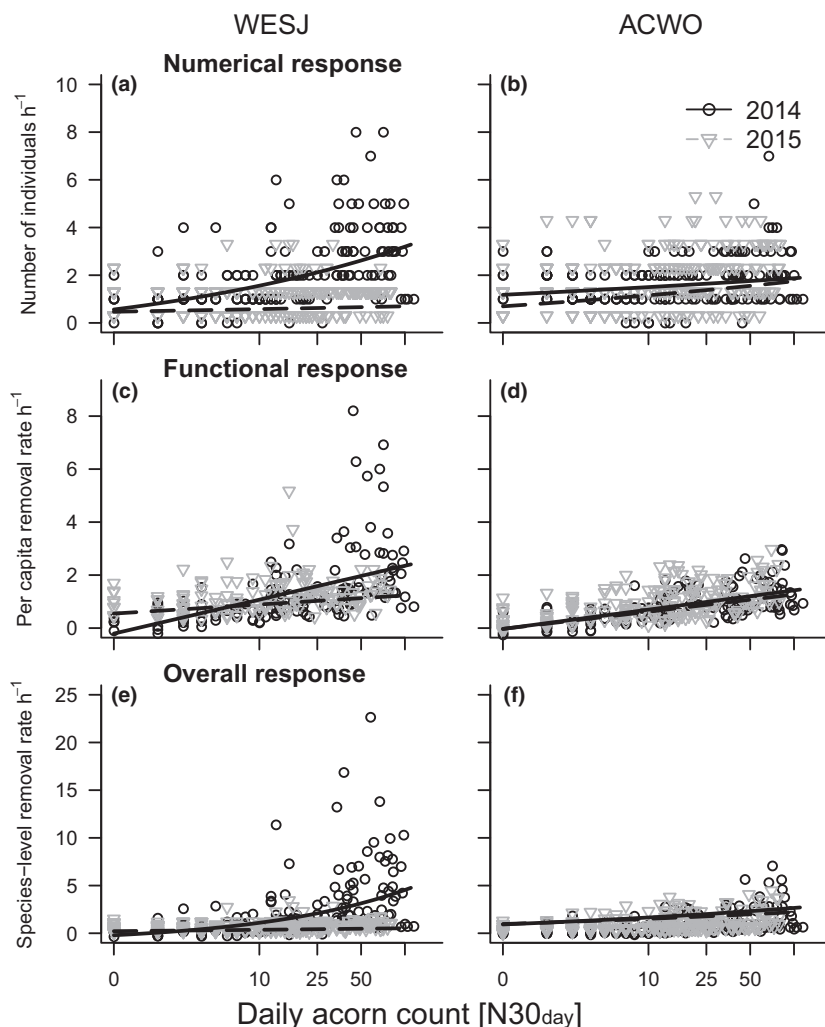 WESJ
ACWO
Numerical response
(a)
(b)
2014
2015
Number of individuals h⁻¹
10
8
6
4
2
0
Functional response
(c)
(d)
Per capita removal rate h⁻¹
8
6
4
2
0
Overall response
(e)
(f)
Species−level removal rate h⁻¹
25
20
15
10
5
0
0 10 25 50
0 10 25 50
Daily acorn count [N30day]